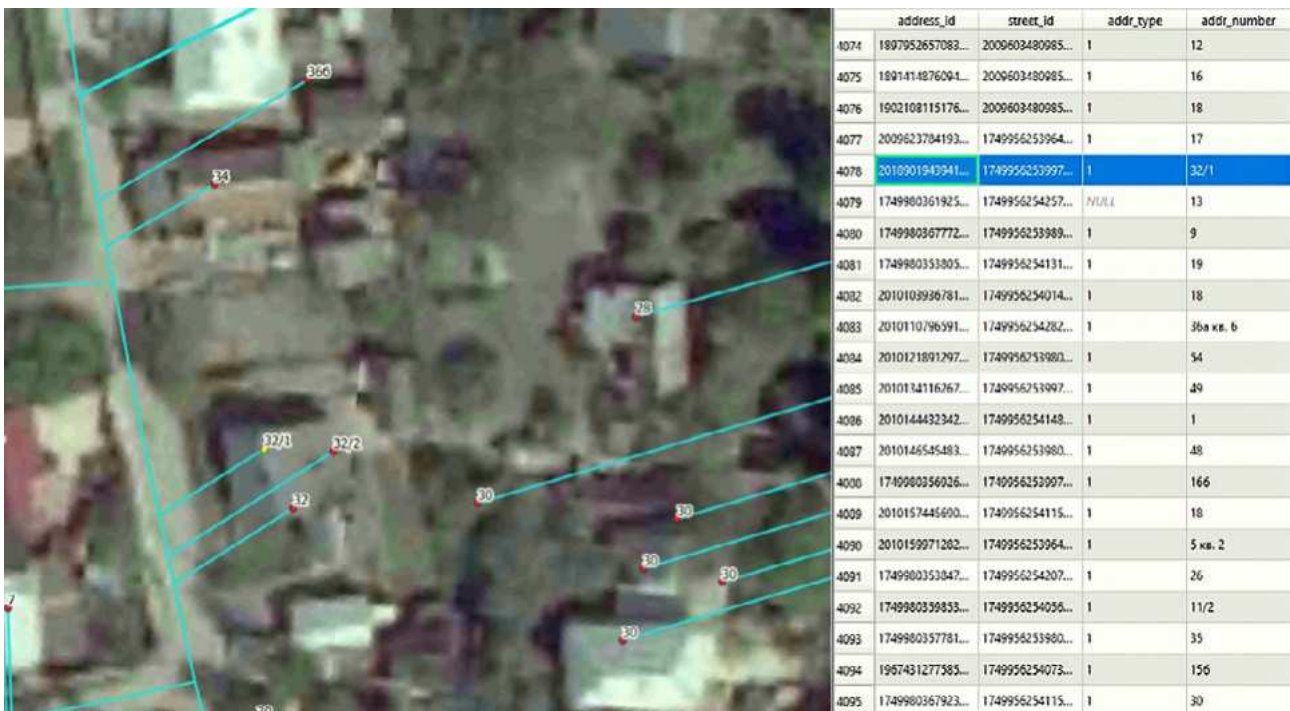 366
34
28
32/1
32/2
30
32
30
30
30
30
7
address_id street_id addr_type addr_number
4074 1897952657083... 2009603480985... 1 12
4075 1891414876094... 2009603480985... 1 16
4076 1902108115176... 2009603480985... 1 18
4077 2009623784193... 1749956253964... 1 17
4078 2010901943941... 1749956253997... 1 32/1
4079 1749980361925... 1749956254257... NULL 13
4080 1749980367772... 1749956253989... 1 9
4081 1749980353805... 1749956254131... 1 19
4082 2010103936781... 1749956254014... 1 18
4083 2010110796591... 1749956254282... 1 36а кв. 6
4084 2010121891297... 1749956253980... 1 54
4085 2010134116267... 1749956253997... 1 49
4086 2010144432342... 1749956254148... 1 1
4087 2010146545483... 1749956253980... 1 48
4088 1749980356926... 1749956253997... 1 166
4089 2010157445690... 1749956254115... 1 18
4090 2010159971282... 1749956253964... 1 5 кв. 2
4091 1749980353847... 1749956254207... 1 26
4092 1749980359853... 1749956254056... 1 11/2
4093 1749980357781... 1749956253980... 1 35
4094 1967431277585... 1749956254073... 1 156
4095 1749980367923... 1749956254115... 1 30